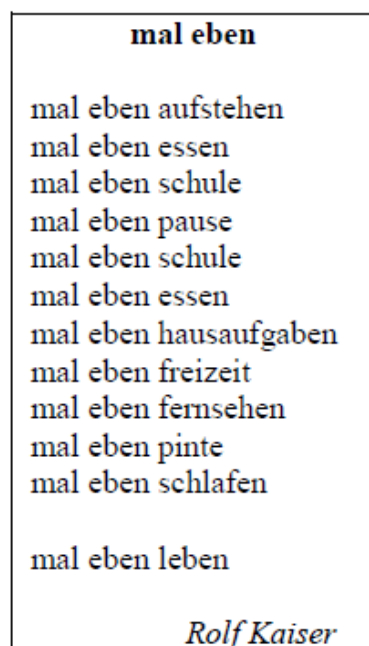 mal eben
mal eben aufstehen
mal eben essen
mal eben schule
mal eben pause
mal eben schule
mal eben essen
mal eben hausaufgaben
mal eben freizeit
mal eben fernsehen
mal eben pinte
mal eben schlafen
mal eben leben
Rolf Kaiser